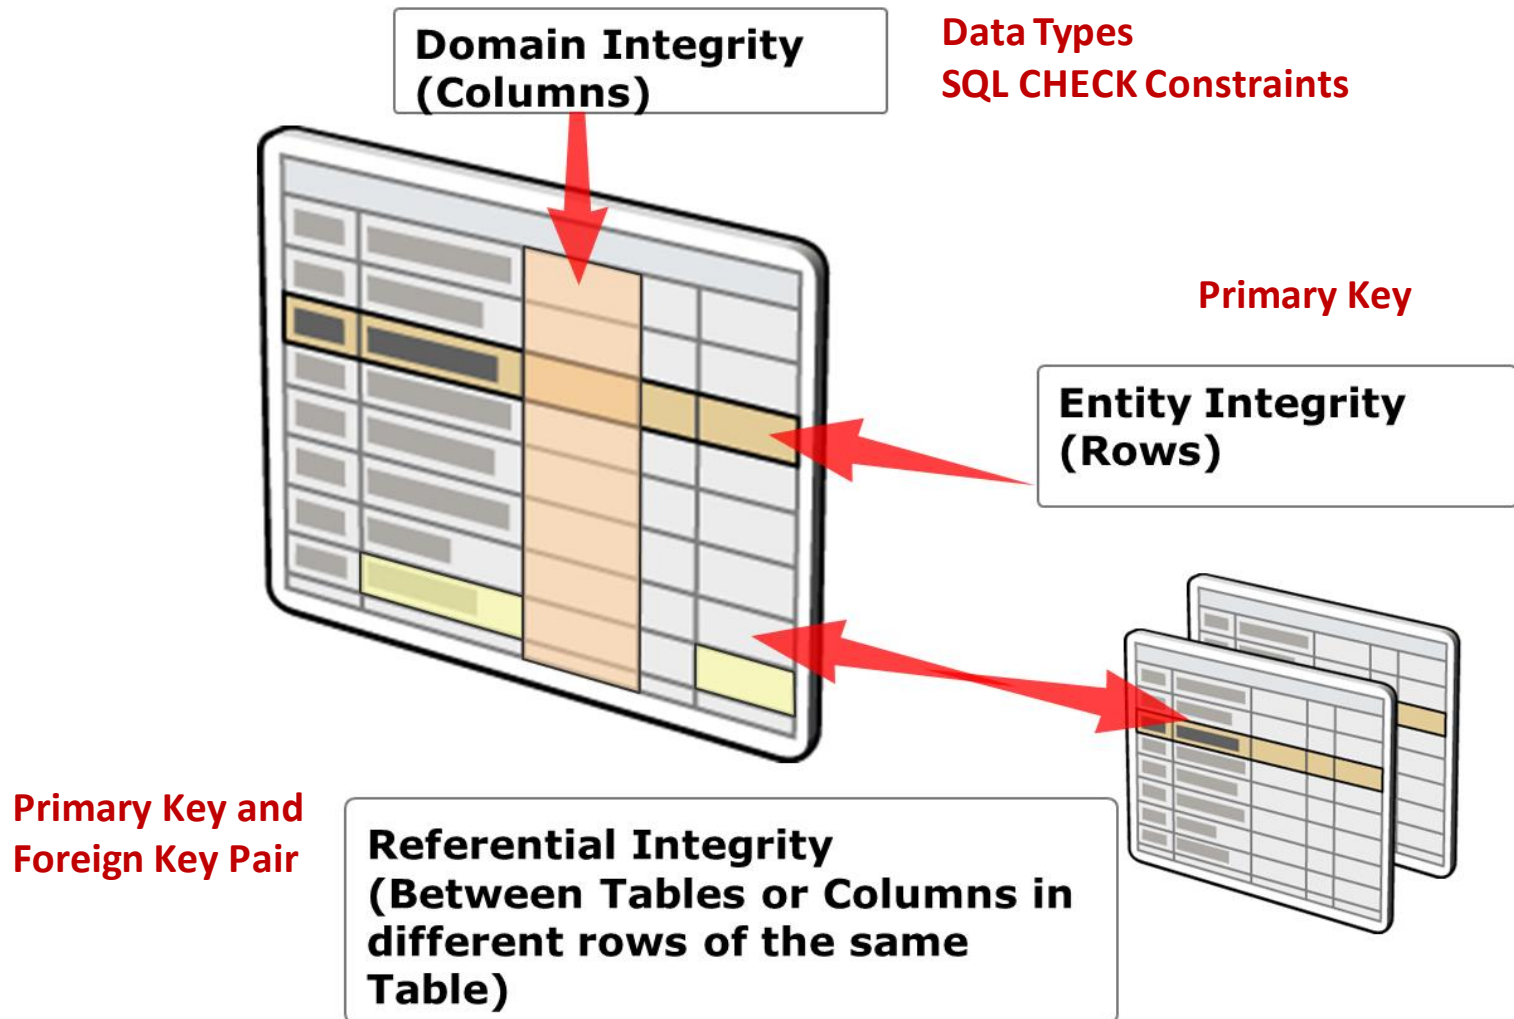 Domain Integrity
(Columns)
Data Types
SQL CHECK Constraints
Primary Key
Entity Integrity
(Rows)
Primary Key and
Foreign Key Pair
Referential Integrity
(Between Tables or Columns in
different rows of the same
Table)